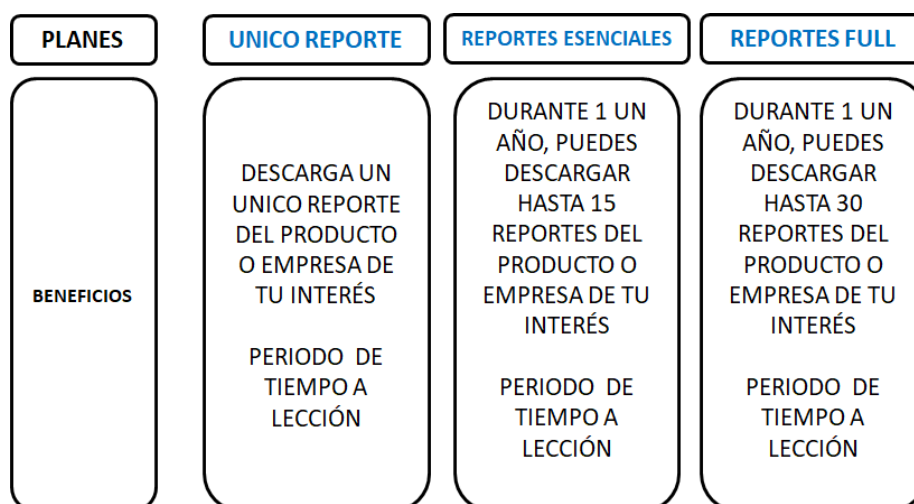 PLANES
UNICO REPORTE
REPORTES ESENCIALES
REPORTES FULL
BENEFICIOS
DESCARGA UN
UNICO REPORTE
DEL PRODUCTO
O EMPRESA DE
TU INTERÉS
PERIODO DE
TIEMPO A
LECCIÓN
DURANTE 1 UN
AÑO, PUEDES
DESCARGAR
HASTA 15
REPORTES DEL
PRODUCTO O
EMPRESA DE TU
INTERÉS
PERIODO DE
TIEMPO A
LECCIÓN
DURANTE 1 UN
AÑO, PUEDES
DESCARGAR
HASTA 30
REPORTES DEL
PRODUCTO O
EMPRESA DE TU
INTERÉS
PERIODO DE
TIEMPO A
LECCIÓN